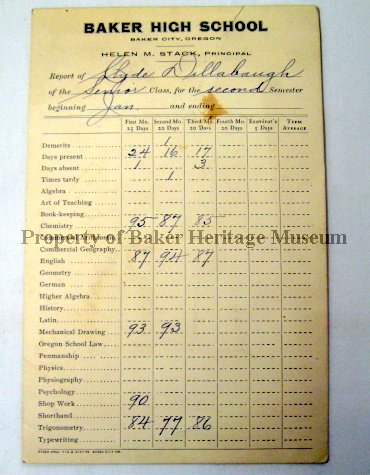 BAKER HIGH SCHOOL
BAKER CITY, OREGON
HELEN M. STACK, PRINCIPAL
Report of Clyde Dillabaugh
of the Senior Class, for the second Semester
beginning Jan. and ending
First Mo. 25 Days Second Mo. 20 Days Third Mo. 20 Days Fourth Mo. 20 Days Examinat's 5 Days Term Average
Demerits 1
Days present 24 16 17
Days absent 1 3
Times tardy 1
Algebra
Art of Teaching
Book-keeping
Chemistry 95 87 85
Property of Baker Heritage Museum
Commercial Geography
English 87 94 87
Geometry
German
Higher Algebra
History
Latin
Mechanical Drawing 93 93
Oregon School Law
Penmanship
Physics
Physiography
Psychology
Shop Work 90
Shorthand
Trigonometry 84 77 86
Typewriting